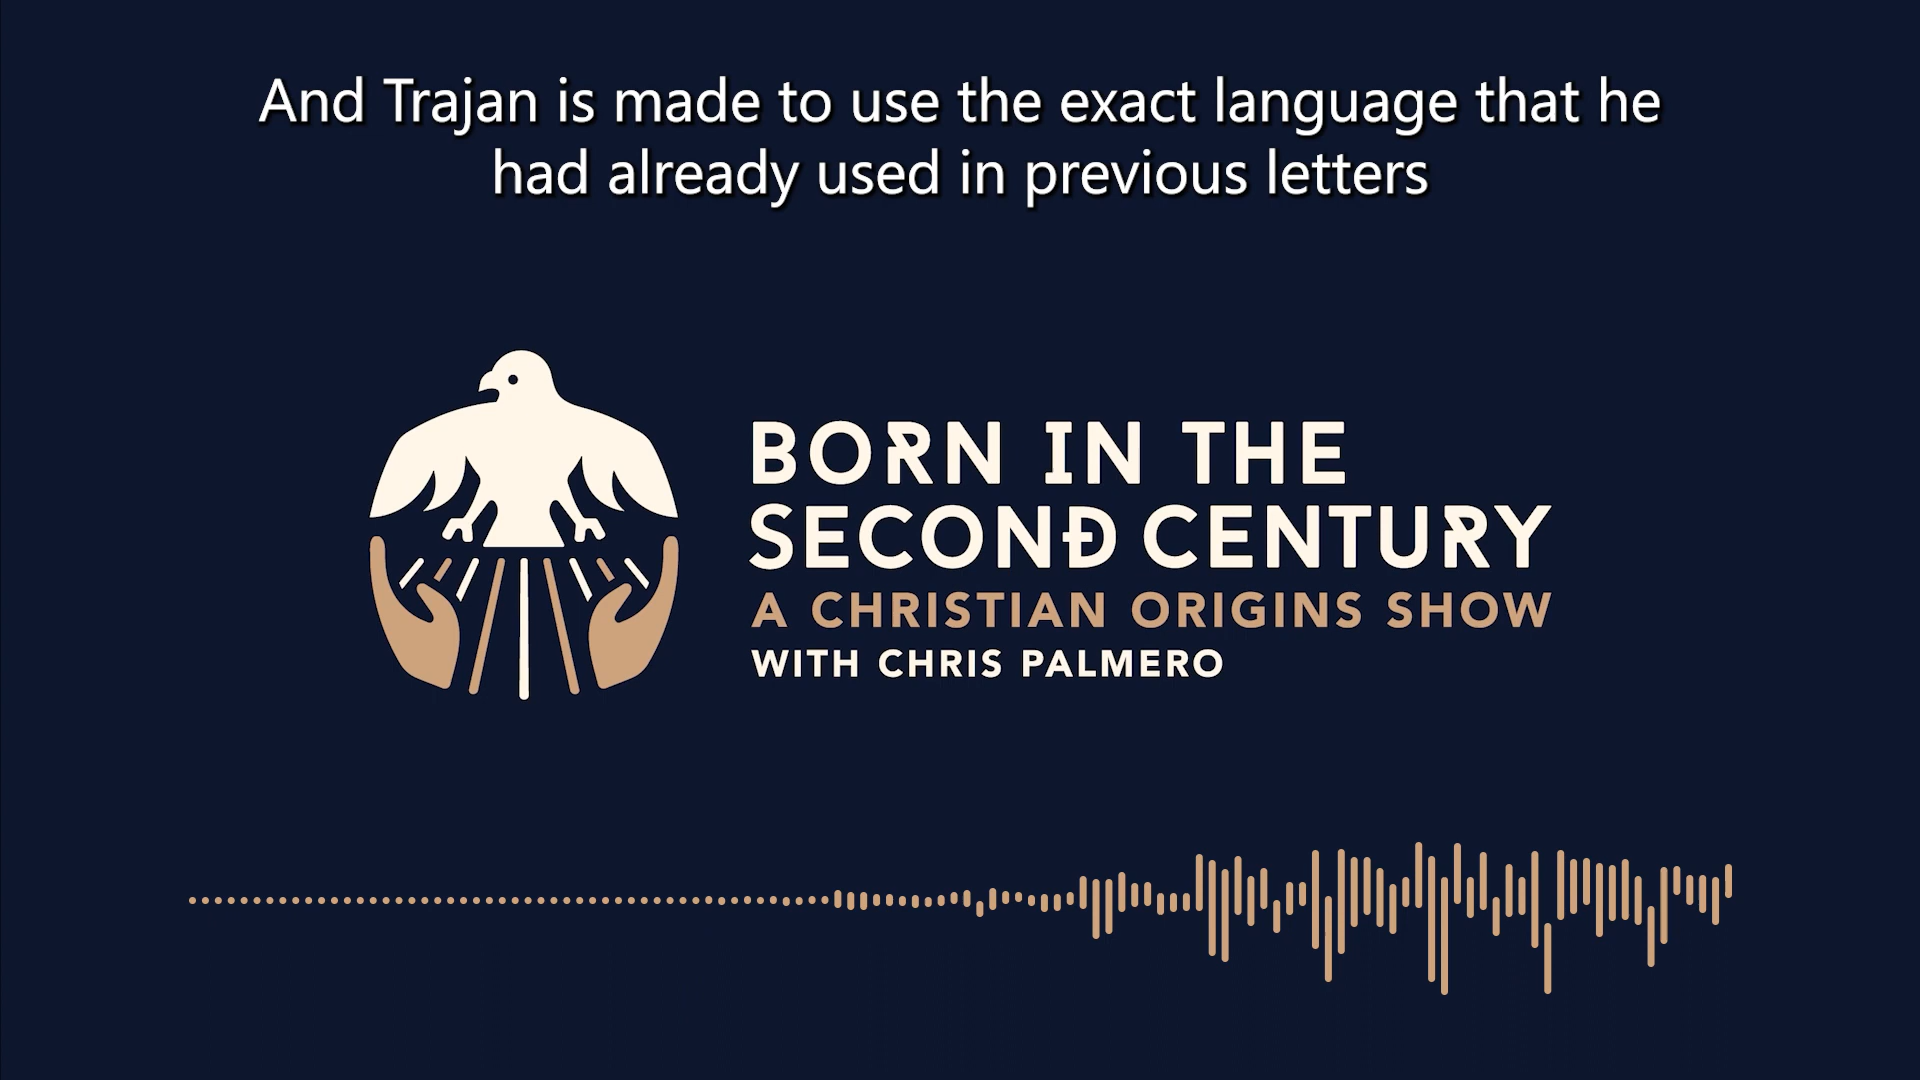 And Trajan is made to use the exact language that he
had already used in previous letters
BORN IN THE
SECOND CENTURY
A CHRISTIAN ORIGINS SHOW
WITH CHRIS PALMERO